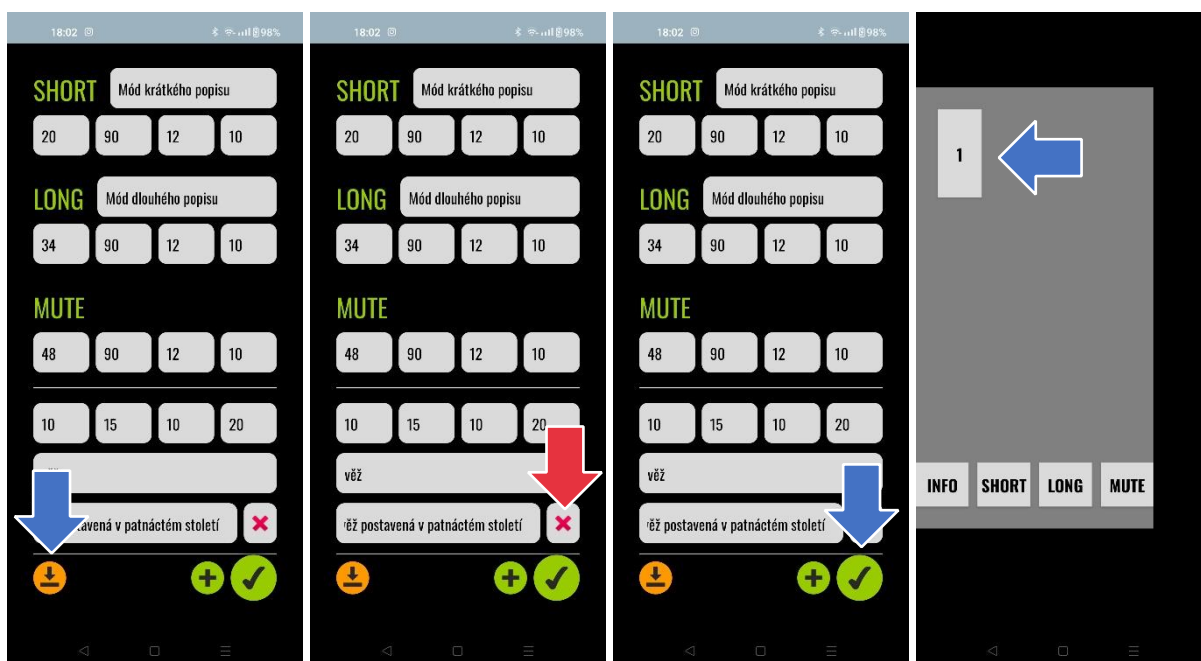 18:02 98%
SHORT Mód krátkého popisu
20 90 12 10
LONG Mód dlouhého popisu
34 90 12 10
MUTE
48 90 12 10
10 15 10 20
avená v patnáctém století
18:02 98%
SHORT Mód krátkého popisu
20 90 12 10
LONG Mód dlouhého popisu
34 90 12 10
MUTE
48 90 12 10
10 15 10 20
věž
ěž postavená v patnáctém století
18:02 98%
SHORT Mód krátkého popisu
20 90 12 10
LONG Mód dlouhého popisu
34 90 12 10
MUTE
48 90 12 10
10 15 10 20
věž
ěž postavená v patnáctém století
1
INFO SHORT LONG MUTE